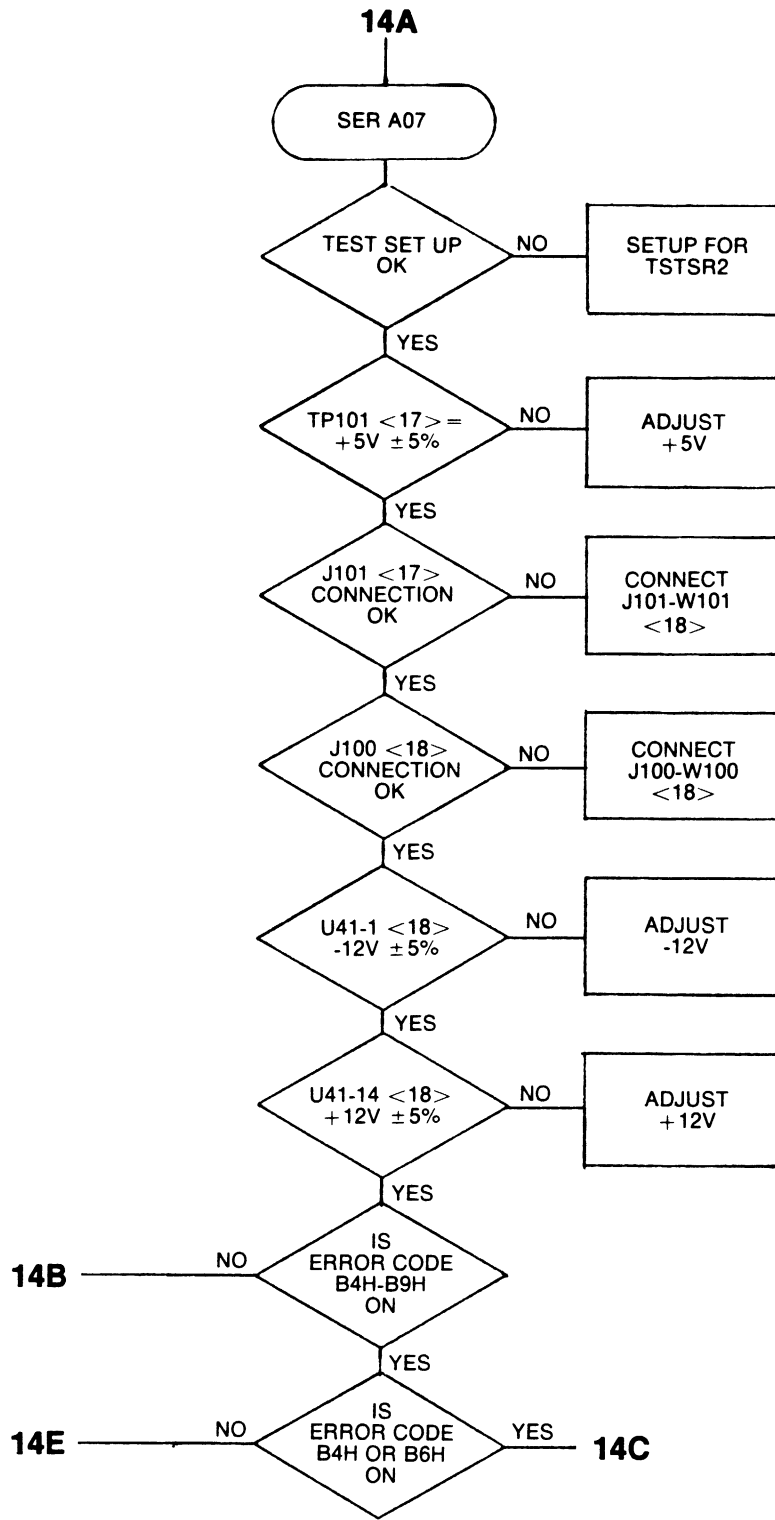 14A
SER A07
TEST SET UP
OK
NO
SETUP FOR
TSTSR2
YES
TP101 <17> =
+5V ±5%
NO
ADJUST
+5V
YES
J101 <17>
CONNECTION
OK
NO
CONNECT
J101-W101
<18>
YES
J100 <18>
CONNECTION
OK
NO
CONNECT
J100-W100
<18>
YES
U41-1 <18>
-12V ±5%
NO
ADJUST
-12V
YES
U41-14 <18>
+12V ±5%
NO
ADJUST
+12V
YES
14B
NO
IS
ERROR CODE
B4H-B9H
ON
YES
14E
NO
IS
ERROR CODE
B4H OR B6H
ON
YES
14C